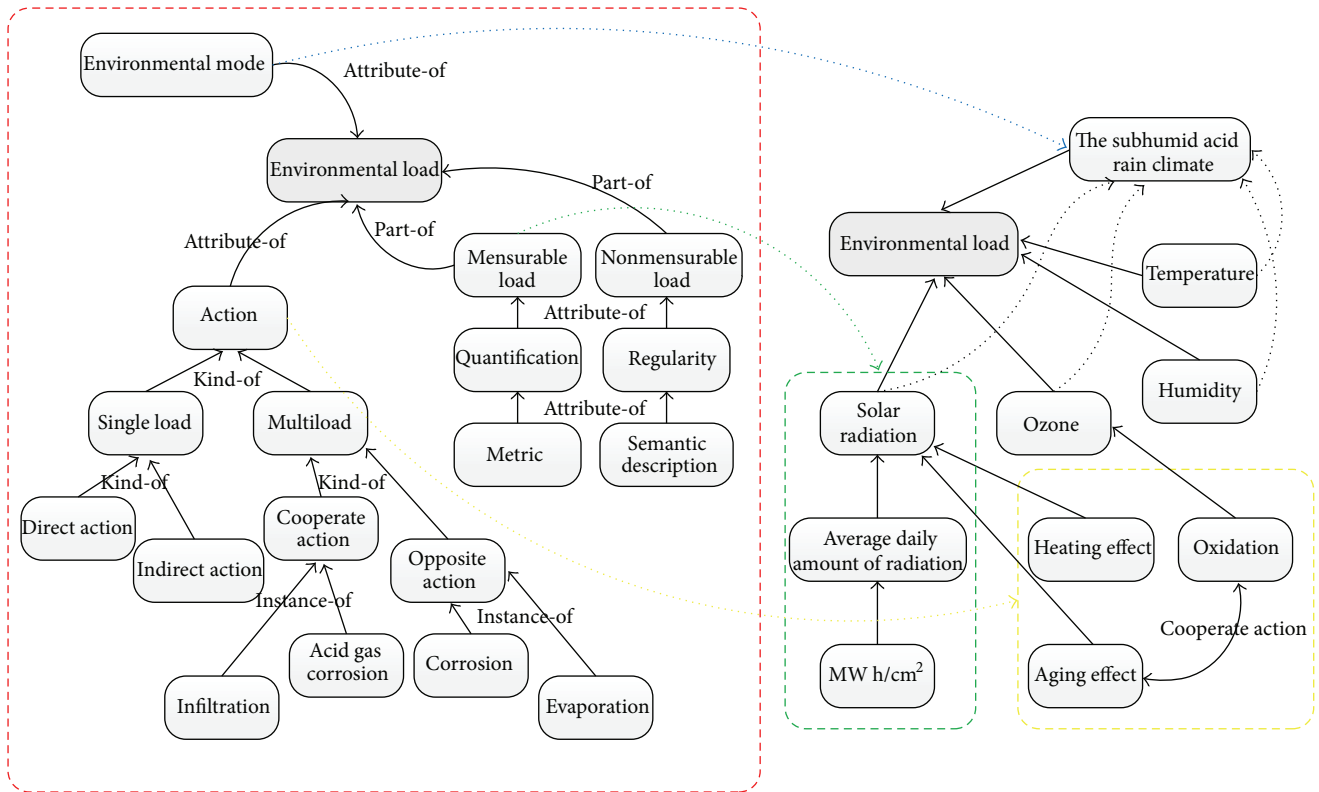 Environmental mode
Attribute-of
Environmental load
Part-of
Part-of
Attribute-of
Mensurable
load
Nonmensurable
load
Action
Attribute-of
Quantification
Regularity
Kind-of
Attribute-of
Single load
Multiload
Metric
Semantic
description
Kind-of
Kind-of
Direct action
Cooperate
action
Indirect action
Opposite
action
Instance-of
Instance-of
Acid gas
corrosion
Corrosion
Infiltration
Evaporation
The subhumid acid
rain climate
Environmental load
Temperature
Humidity
Solar
radiation
Ozone
Average daily
amount of radiation
Heating effect
Oxidation
Cooperate action
MW h/cm²
Aging effect